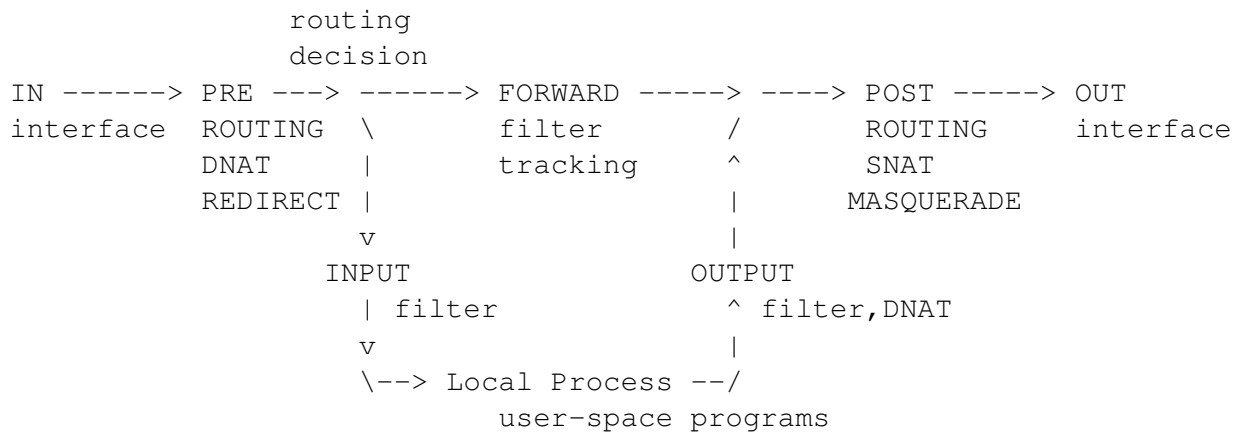 routing
decision
IN ------> PRE ---> ------> FORWARD -----> ----> POST -----> OUT
interface ROUTING \ filter / ROUTING interface
DNAT | tracking ^ SNAT
REDIRECT | | MASQUERADE
v |
INPUT OUTPUT
| filter ^ filter,DNAT
v |
\--> Local Process --/
user-space programs